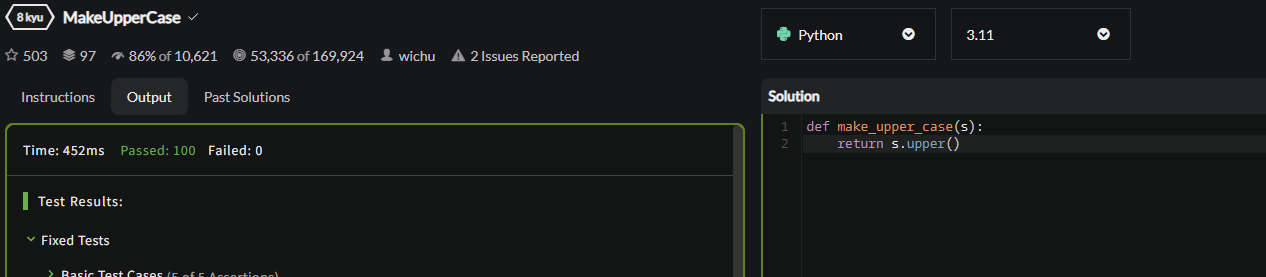 8 kyu MakeUpperCase
503 97 86% of 10,621 53,336 of 169,924 wichu 2 Issues Reported
Instructions Output Past Solutions
Time: 452ms Passed: 100 Failed: 0
Test Results:
Fixed Tests
Basic Test Cases (5 of 5 Assertions)
Python 3.11
Solution
1 def make_upper_case(s):
2 return s.upper()